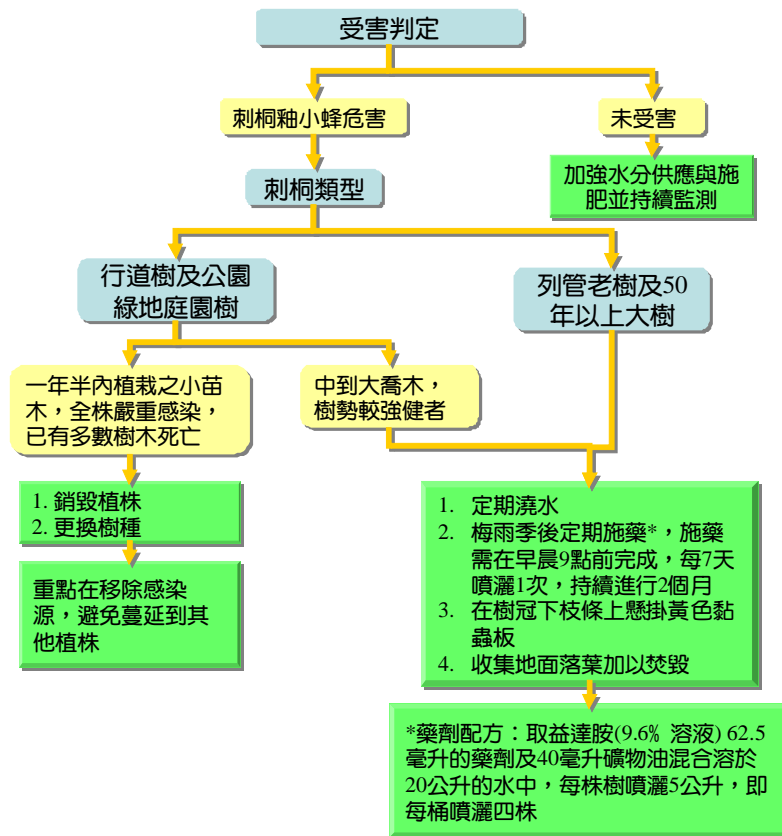 受害判定
刺桐釉小蜂危害
未受害
刺桐類型
加強水分供應與施
肥並持續監測
行道樹及公園
綠地庭園樹
列管老樹及50
年以上大樹
一年半內植栽之小苗
木，全株嚴重感染，
已有多數樹木死亡
中到大喬木，
樹勢較強健者
1. 銷毀植株
2. 更換樹種
重點在移除感染
源，避免蔓延到其
他植株
1. 定期澆水
2. 梅雨季後定期施藥*，施藥
需在早晨9點前完成，每7天
噴灑1次，持續進行2個月
3. 在樹冠下枝條上懸掛黃色黏
蟲板
4. 收集地面落葉加以焚毀
*藥劑配方：取益達胺(9.6% 溶液) 62.5
毫升的藥劑及40毫升礦物油混合溶於
20公升的水中，每株樹噴灑5公升，即
每桶噴灑四株